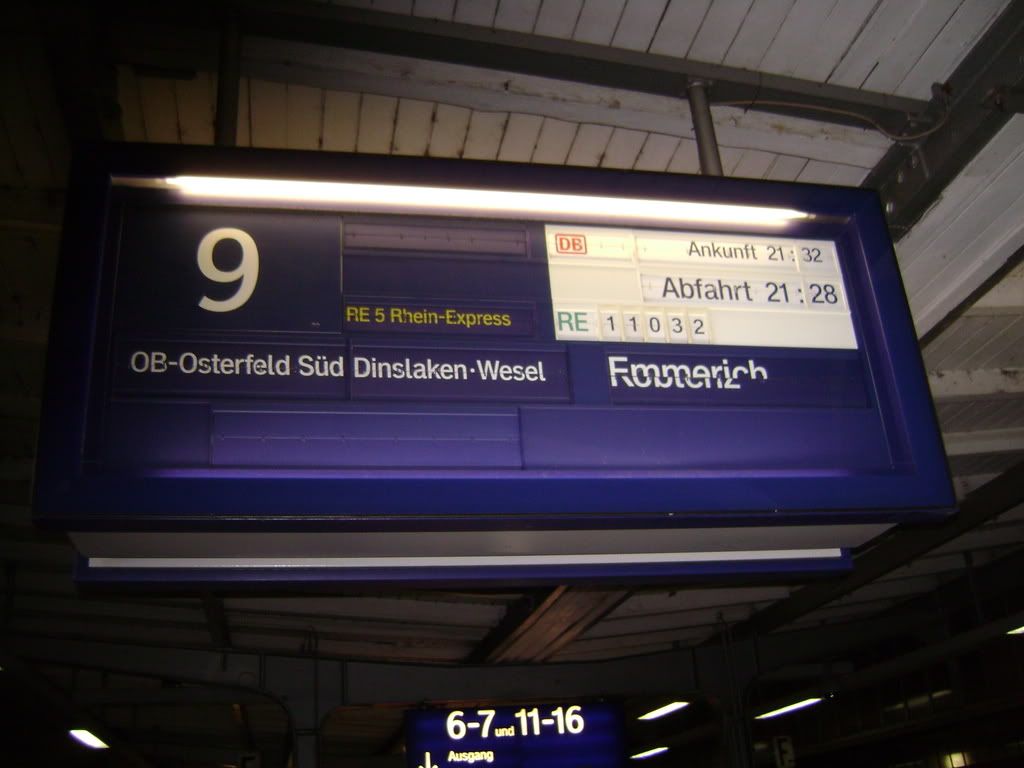 9
DB Ankunft 21:32
Abfahrt 21:28
RE 5 Rhein-Express
RE 11032
OB-Osterfeld Süd Dinslaken·Wesel
6-7 und 11-16
Ausgang